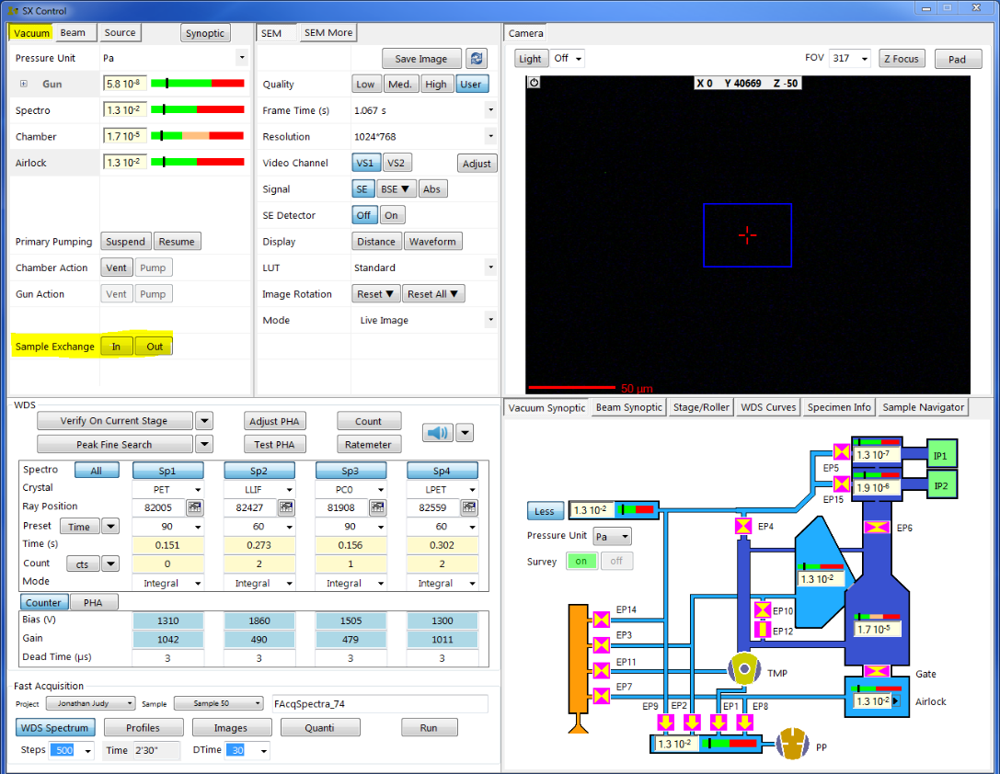 SX Control
Vacuum Beam Source Synoptic
Pressure Unit Pa
Gun 5.8 10-8
Spectro 1.3 10-2
Chamber 1.7 10-5
Airlock 1.3 10-2
Primary Pumping Suspend Resume
Chamber Action Vent Pump
Gun Action Vent Pump
Sample Exchange In Out
SEM SEM More
Save Image
Quality Low Med. High User
Frame Time (s) 1.067 s
Resolution 1024*768
Video Channel VS1 VS2 Adjust
Signal SE BSE ▼ Abs
SE Detector Off On
Display Distance Waveform
LUT Standard
Image Rotation Reset ▼ Reset All ▼
Mode Live Image
Camera
Light Off FOV 317 Z Focus Pad
X 0 Y 40669 Z -50
50 µm
WDS
Verify On Current Stage Adjust PHA Count
Peak Fine Search Test PHA Ratemeter
Spectro All Sp1 Sp2 Sp3 Sp4
Crystal PET LLIF PC0 LPET
Ray Position 82005 82427 81908 82559
Preset Time 90 60 90 60
Time (s) 0.151 0.273 0.156 0.302
Count cts 0 2 1 2
Mode Integral Integral Integral Integral
Counter PHA
Bias (V) 1310 1860 1505 1300
Gain 1042 490 479 1011
Dead Time (µs) 3 3 3 3
Fast Acquisition
Project Jonathan Judy Sample Sample 50 FAcqSpectra_74
WDS Spectrum Profiles Images Quanti Run
Steps 500 Time 2'30" DTime 30
Vacuum Synoptic Beam Synoptic Stage/Roller WDS Curves Specimen Info Sample Navigator
1.3 10-7 IP1
EP5
1.9 10-6 IP2
EP15
Less 1.3 10-2
EP4 EP6
Pressure Unit Pa
Survey on off
1.3 10-2
EP14 EP10
EP3 EP12 1.7 10-5
EP11 TMP Gate
EP7 1.3 10-2 Airlock
EP9 EP2 EP1 EP8
1.3 10-2 PP